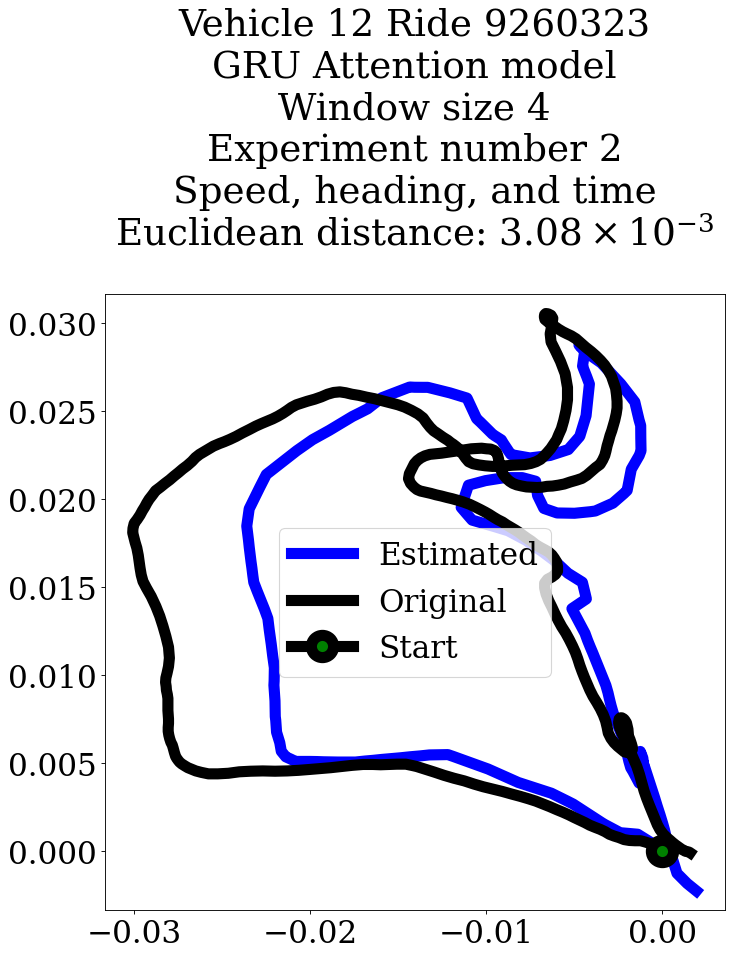 Vehicle 12 Ride 9260323
GRU Attention model
Window size 4
Experiment number 2
Speed, heading, and time
Euclidean distance: 3.08 × 10⁻³
0.030
0.025
0.020
0.015
0.010
0.005
0.000
Estimated
Original
Start
−0.03
−0.02
−0.01
0.00